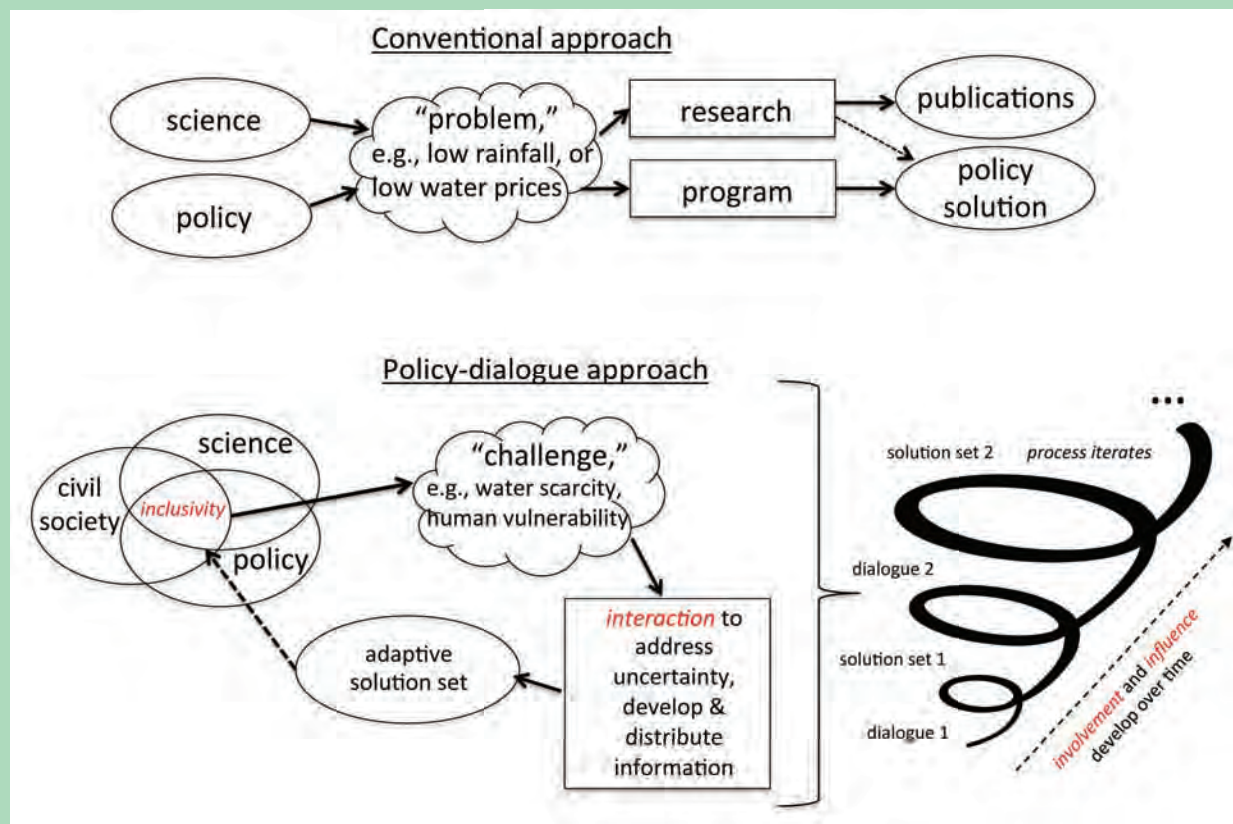 Conventional approach
science
policy
“problem,”
e.g., low rainfall, or
low water prices
research
program
publications
policy
solution
Policy-dialogue approach
science
civil
society
inclusivity
policy
“challenge,”
e.g., water scarcity,
human vulnerability
interaction to
address
uncertainty,
develop &
distribute
information
adaptive
solution set
...
solution set 2
process iterates
dialogue 2
solution set 1
dialogue 1
involvement and influence
develop over time